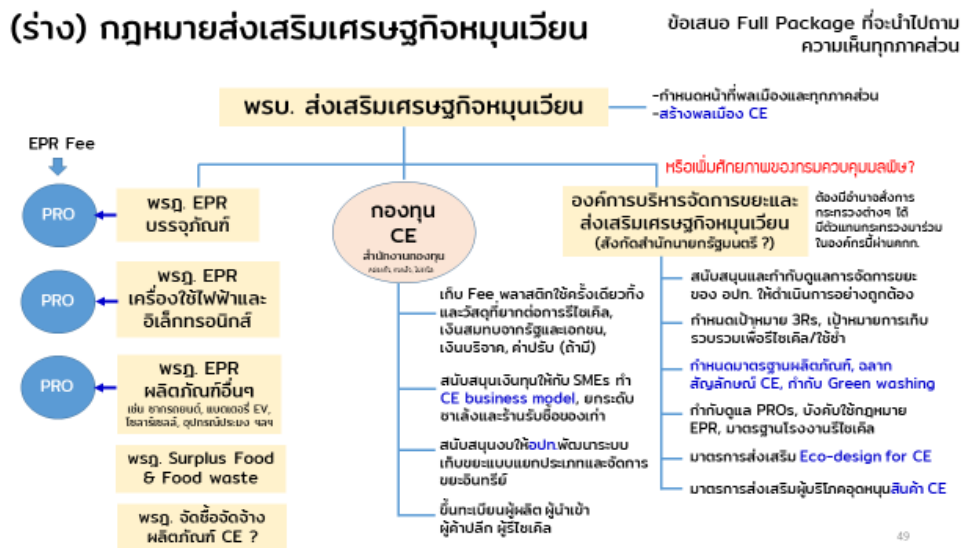 (ร่าง) กฎหมายส่งเสริมเศรษฐกิจหมุนเวียน
ข้อเสนอ Full Package ที่จะนำไปถาม
ความเห็นทุกภาคส่วน
พรบ. ส่งเสริมเศรษฐกิจหมุนเวียน
-กำหนดหน้าที่พลเมืองและทุกภาคส่วน
-สร้างพลเมือง CE
EPR Fee
PRO
พรฎ. EPR
บรรจุภัณฑ์
PRO
พรฎ. EPR
เครื่องใช้ไฟฟ้าและ
อิเล็กทรอนิกส์
PRO
พรฎ. EPR
ผลิตภัณฑ์อื่นๆ
เช่น ซากรถยนต์, แบตเตอรี่ EV,
โซลาร์เซลล์, อุปกรณ์ประมง ฯลฯ
พรฎ. Surplus Food
& Food waste
พรฎ. จัดซื้อจัดจ้าง
ผลิตภัณฑ์ CE ?
กองทุน
CE
สำนักงานกองทุน
เก็บ Fee พลาสติกใช้ครั้งเดียวทิ้ง
และวัสดุที่ยากต่อการรีไซเคิล,
เงินสมทบจากรัฐและเอกชน,
เงินบริจาค, ค่าปรับ (ถ้ามี)
สนับสนุนเงินทุนให้กับ SMEs ทำ
CE business model, ยกระดับ
ซาเล้งและร้านรับซื้อของเก่า
สนับสนุนงบให้อปท.พัฒนาระบบ
เก็บขยะแบบแยกประเภทและจัดการ
ขยะอินทรีย์
ขึ้นทะเบียนผู้ผลิต ผู้นำเข้า
ผู้ค้าปลีก ผู้รีไซเคิล
หรือเพิ่มศักยภาพของกรมควบคุมมลพิษ?
องค์การบริหารจัดการขยะและ
ส่งเสริมเศรษฐกิจหมุนเวียน
(สังกัดสำนักนายกรัฐมนตรี ?)
ต้องมีอำนาจสั่งการ
กระทรวงต่างๆ ได้
มีตัวแทนกระทรวงมาร่วม
ในองค์กรนี้ผ่านคกก.
สนับสนุนและกำกับดูแลการจัดการขยะ
ของ อปท. ให้ดำเนินการอย่างถูกต้อง
กำหนดเป้าหมาย 3Rs, เป้าหมายการเก็บ
รวบรวมเพื่อรีไซเคิล/ใช้ซ้ำ
กำหนดมาตรฐานผลิตภัณฑ์, ฉลาก
สัญลักษณ์ CE, กำกับ Green washing
กำกับดูแล PROs, บังคับใช้กฎหมาย
EPR, มาตรฐานโรงงานรีไซเคิล
มาตรการส่งเสริม Eco-design for CE
มาตรการส่งเสริมผู้บริโภคอุดหนุนสินค้า CE
49